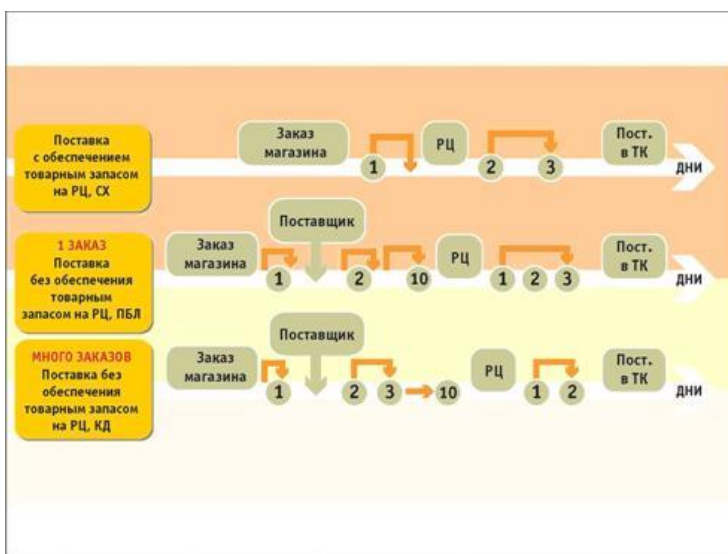 Поставка
с обеспечением
товарным запасом
на РЦ, СХ
Заказ
магазина
1
РЦ
2
3
Пост.
в ТК
ДНИ
1 ЗАКАЗ
Поставка
без обеспечения
товарным
запасом на РЦ, ПБЛ
Заказ
магазина
1
Поставщик
2
10
РЦ
1
2
3
Пост.
в ТК
ДНИ
МНОГО ЗАКАЗОВ
Поставка без
обеспечения
товарным запасом
на РЦ, КД
Заказ
магазина
1
Поставщик
2
3
10
РЦ
1
2
Пост.
в ТК
ДНИ